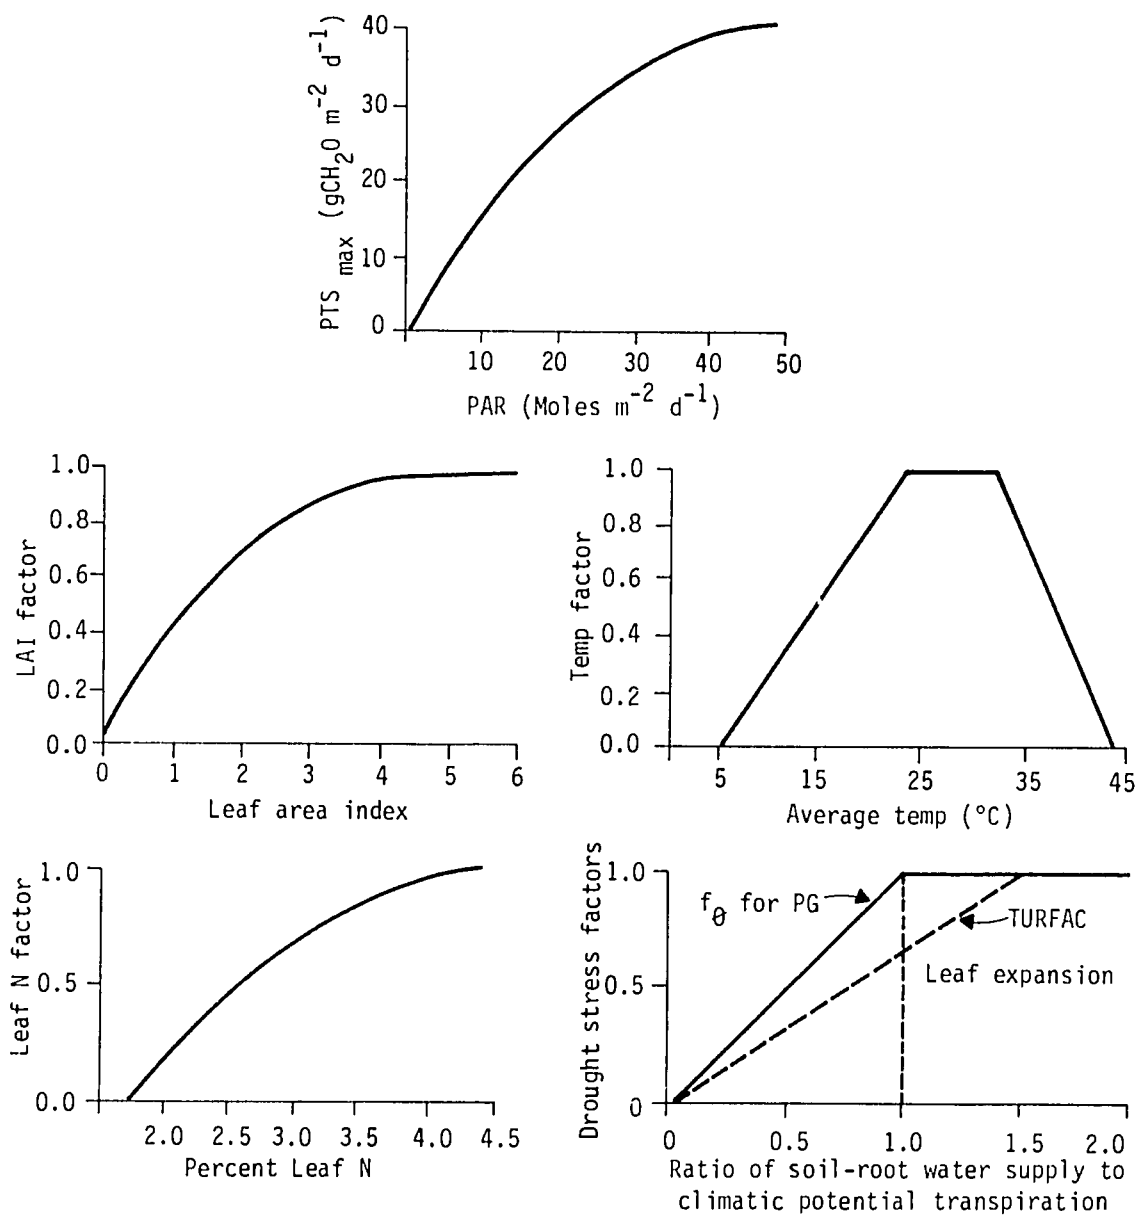 PTS max (gCH2O m-2 d-1)
40
30
20
10
0
10 20 30 40 50
PAR (Moles m-2 d-1)
LAI factor
1.0
0.8
0.6
0.4
0.2
0.0
0 1 2 3 4 5 6
Leaf area index
Temp factor
1.0
0.8
0.6
0.4
0.2
0.0
5 15 25 35 45
Average temp (°C)
Leaf N factor
1.0
0.5
0.0
2.0 2.5 3.0 3.5 4.0 4.5
Percent Leaf N
Drought stress factors
1.0
0.5
0
fθ for PG
TURFAC
Leaf expansion
0 0.5 1.0 1.5 2.0
Ratio of soil-root water supply to
climatic potential transpiration